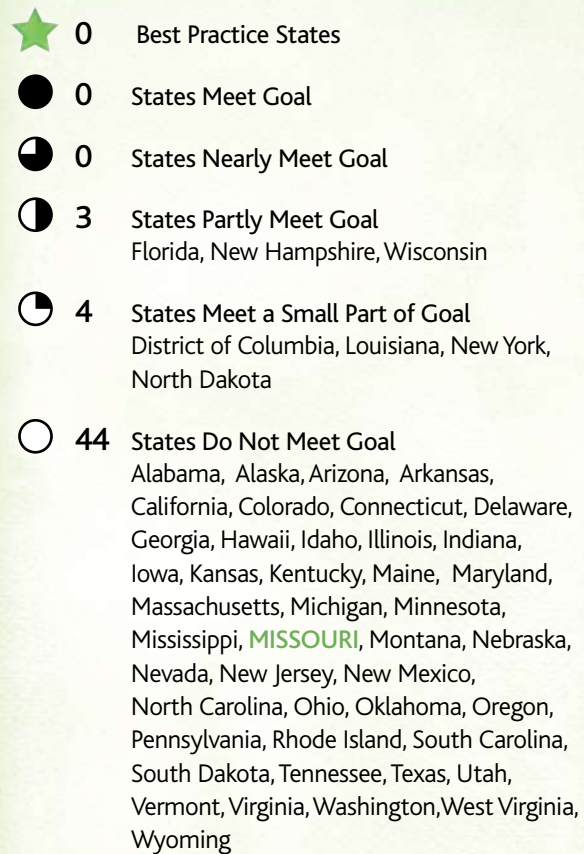 0 Best Practice States
0 States Meet Goal
0 States Nearly Meet Goal
3 States Partly Meet Goal
Florida, New Hampshire, Wisconsin
4 States Meet a Small Part of Goal
District of Columbia, Louisiana, New York,
North Dakota
44 States Do Not Meet Goal
Alabama, Alaska, Arizona, Arkansas,
California, Colorado, Connecticut, Delaware,
Georgia, Hawaii, Idaho, Illinois, Indiana,
Iowa, Kansas, Kentucky, Maine, Maryland,
Massachusetts, Michigan, Minnesota,
Mississippi, MISSOURI, Montana, Nebraska,
Nevada, New Jersey, New Mexico,
North Carolina, Ohio, Oklahoma, Oregon,
Pennsylvania, Rhode Island, South Carolina,
South Dakota, Tennessee, Texas, Utah,
Vermont, Virginia, Washington, West Virginia,
Wyoming